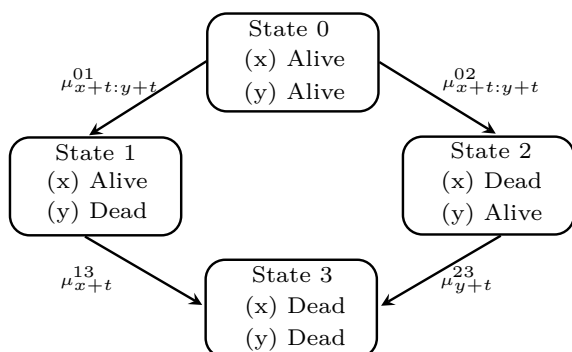 State 0
(x) Alive
(y) Alive
μ^{01}_{x+t:y+t}
μ^{02}_{x+t:y+t}
State 1
(x) Alive
(y) Dead
State 2
(x) Dead
(y) Alive
μ^{13}_{x+t}
μ^{23}_{y+t}
State 3
(x) Dead
(y) Dead